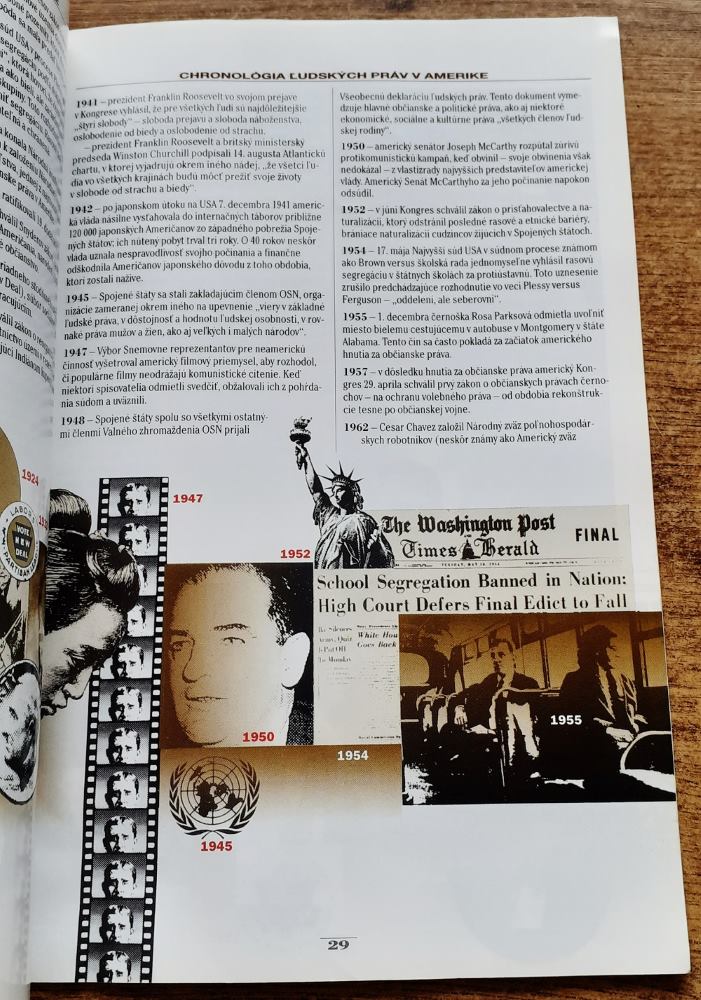 CHRONOLÓGIA ĽUDSKÝCH PRÁV V AMERIKE
1941 – prezident Franklin Roosevelt vo svojom prejave
v Kongrese vyhlásil, že pre všetkých ľudí sú najdôležitejšie
„štyri slobody“ – sloboda prejavu a sloboda náboženstva,
oslobodenie od biedy a oslobodenie od strachu.
– prezident Franklin Roosevelt a britský ministerský
predseda Winston Churchill podpísali 14. augusta Atlantickú
chartu, v ktorej vyjadrujú okrem iného nádej, „že všetci ľu-
dia vo všetkých krajinách budú môcť prežiť svoje životy
v slobode od strachu a biedy“.
1942 – po japonskom útoku na USA 7. decembra 1941 americ-
ká vláda násilne vysťahovala do internačných táborov približne
120 000 japonských Američanov zo západného pobrežia Spoje-
ných štátov; ich nútený pobyt trval tri roky. O 40 rokov neskôr
vláda uznala nespravodlivosť svojho počínania a finančne
odškodnila Američanov japonského dôvodu z toho obdobia,
ktorí zostali nažive.
1945 – Spojené štáty sa stali zakladajúcim členom OSN, orga-
nizácie zameranej okrem iného na upevnenie „viery v základné
ľudské práva, v dôstojnosť a hodnotu ľudskej osobnosti, v rov-
naké práva mužov a žien, ako aj veľkých i malých národov“.
1947 – Výbor Snemovne reprezentantov pre neamerickú
činnosť vyšetroval americký filmový priemysel, aby rozhodol,
či populárne filmy neodrážajú komunistické cítenie. Keď
niektorí spisovatelia odmietli svedčiť, obžalovali ich z pohŕda-
nia súdom a uväznili.
1948 – Spojené štáty spolu so všetkými ostatný-
mi členmi Valného zhromaždenia OSN prijali
Všeobecnú deklaráciu ľudských práv. Tento dokument vyme-
dzuje hlavné občianske a politické práva, ako aj niektoré
ekonomické, sociálne a kultúrne práva „všetkých členov ľud-
skej rodiny“.
1950 – americký senátor Joseph McCarthy rozpútal zúrivú
protikomunistickú kampaň, keď obvinil – svoje obvinenia však
nedokázal – z vlastizrady najvyšších predstaviteľov americkej
vlády. Americký Senát McCarthyho za jeho počínanie napokon
odsúdil.
1952 – v júni Kongres schválil zákon o prisťahovalectve a na-
turalizácii, ktorý odstránil posledné rasové a etnické bariéry,
brániace naturalizácii cudzincov žijúcich v Spojených štátoch.
1954 – 17. mája Najvyšší súd USA v súdnom procese známom
ako Brown versus školská rada jednomyseľne vyhlásil rasovú
segregáciu v štátnych školách za protiústavnú. Toto uznesenie
zrušilo predchádzajúce rozhodnutie vo veci Plessy versus
Ferguson – „oddelení, ale seberovní“.
1955 – 1. decembra černoška Rosa Parksová odmietla uvoľniť
miesto bielemu cestujúcemu v autobuse v Montgomery v štáte
Alabama. Tento čin sa často pokladá za začiatok amerického
hnutia za občianske práva.
1957 – v dôsledku hnutia za občianske práva americký Kon-
gres 29. apríla schválil prvý zákon o občianskych právach černo-
chov – na ochranu volebného práva – od obdobia rekonštruk-
cie tesne po občianskej vojne.
1962 – Cesar Chavez založil Národný zväz poľnohospodár-
skych robotníkov (neskôr známy ako Americký zväz
1924
LABOR
VOTE
NEW
DEAL
1947
1952
The Washington Post
FINAL
Times Herald
School Segregation Banned in Nation:
High Court Defers Final Edict to Fall
White Hou
Goes Back
1950
1954
1955
1945
29